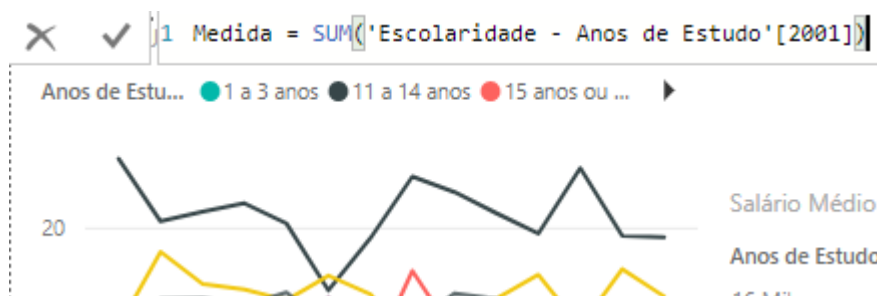 1 Medida = SUM('Escolaridade - Anos de Estudo'[2001])
Anos de Estu... 1 a 3 anos 11 a 14 anos 15 anos ou ...
20
Salário Médio
Anos de Estudo